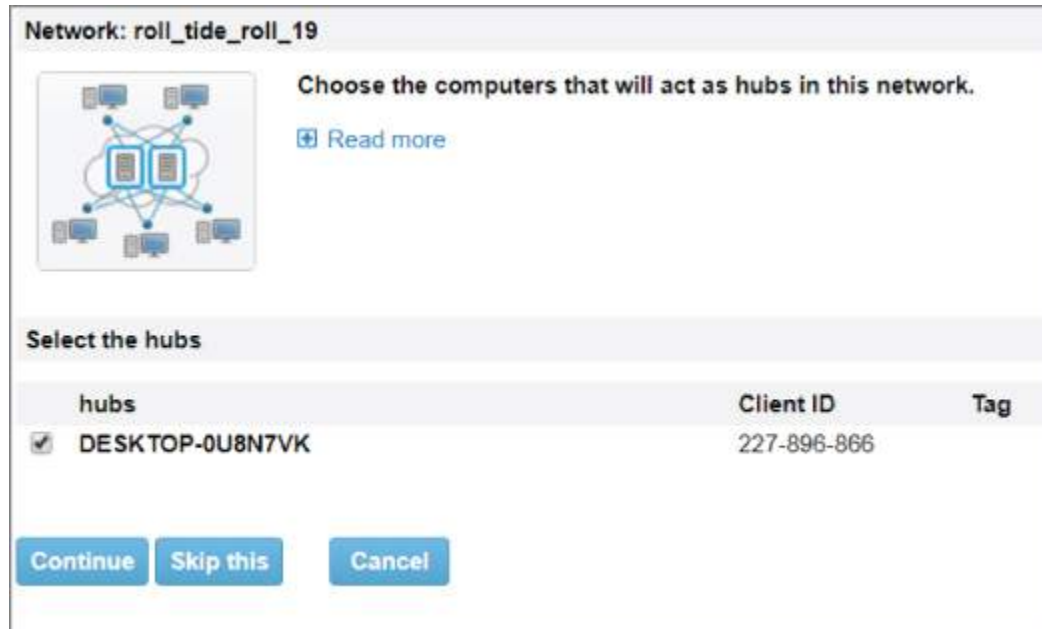 Network: roll_tide_roll_19
Choose the computers that will act as hubs in this network.
Read more
Select the hubs
hubs Client ID Tag
DESKTOP-0U8N7VK 227-896-866
Continue Skip this Cancel